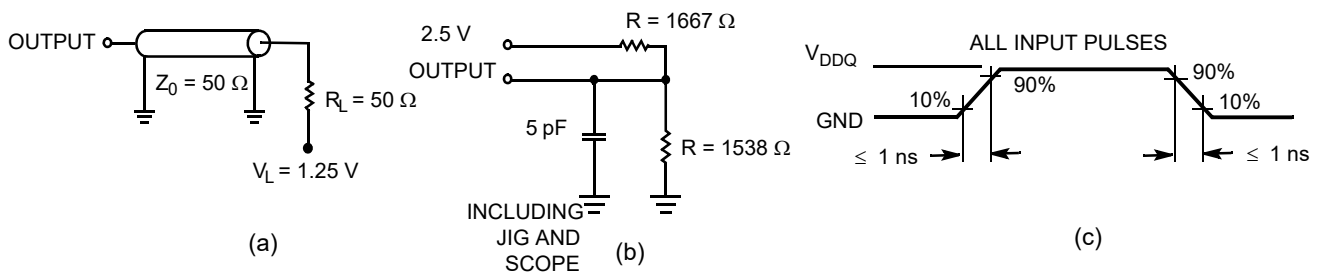 OUTPUT
Z0 = 50 Ω
RL = 50 Ω
VL = 1.25 V
(a)
R = 1667 Ω
2.5 V
OUTPUT
5 pF
R = 1538 Ω
INCLUDING
JIG AND
SCOPE
(b)
ALL INPUT PULSES
VDDQ
90%
90%
10%
10%
GND
≤ 1 ns
≤ 1 ns
(c)